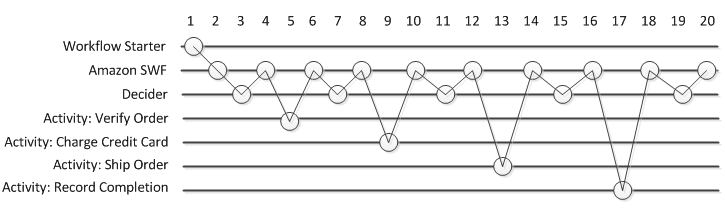 1 2 3 4 5 6 7 8 9 10 11 12 13 14 15 16 17 18 19 20
Workflow Starter
Amazon SWF
Decider
Activity: Verify Order
Activity: Charge Credit Card
Activity: Ship Order
Activity: Record Completion